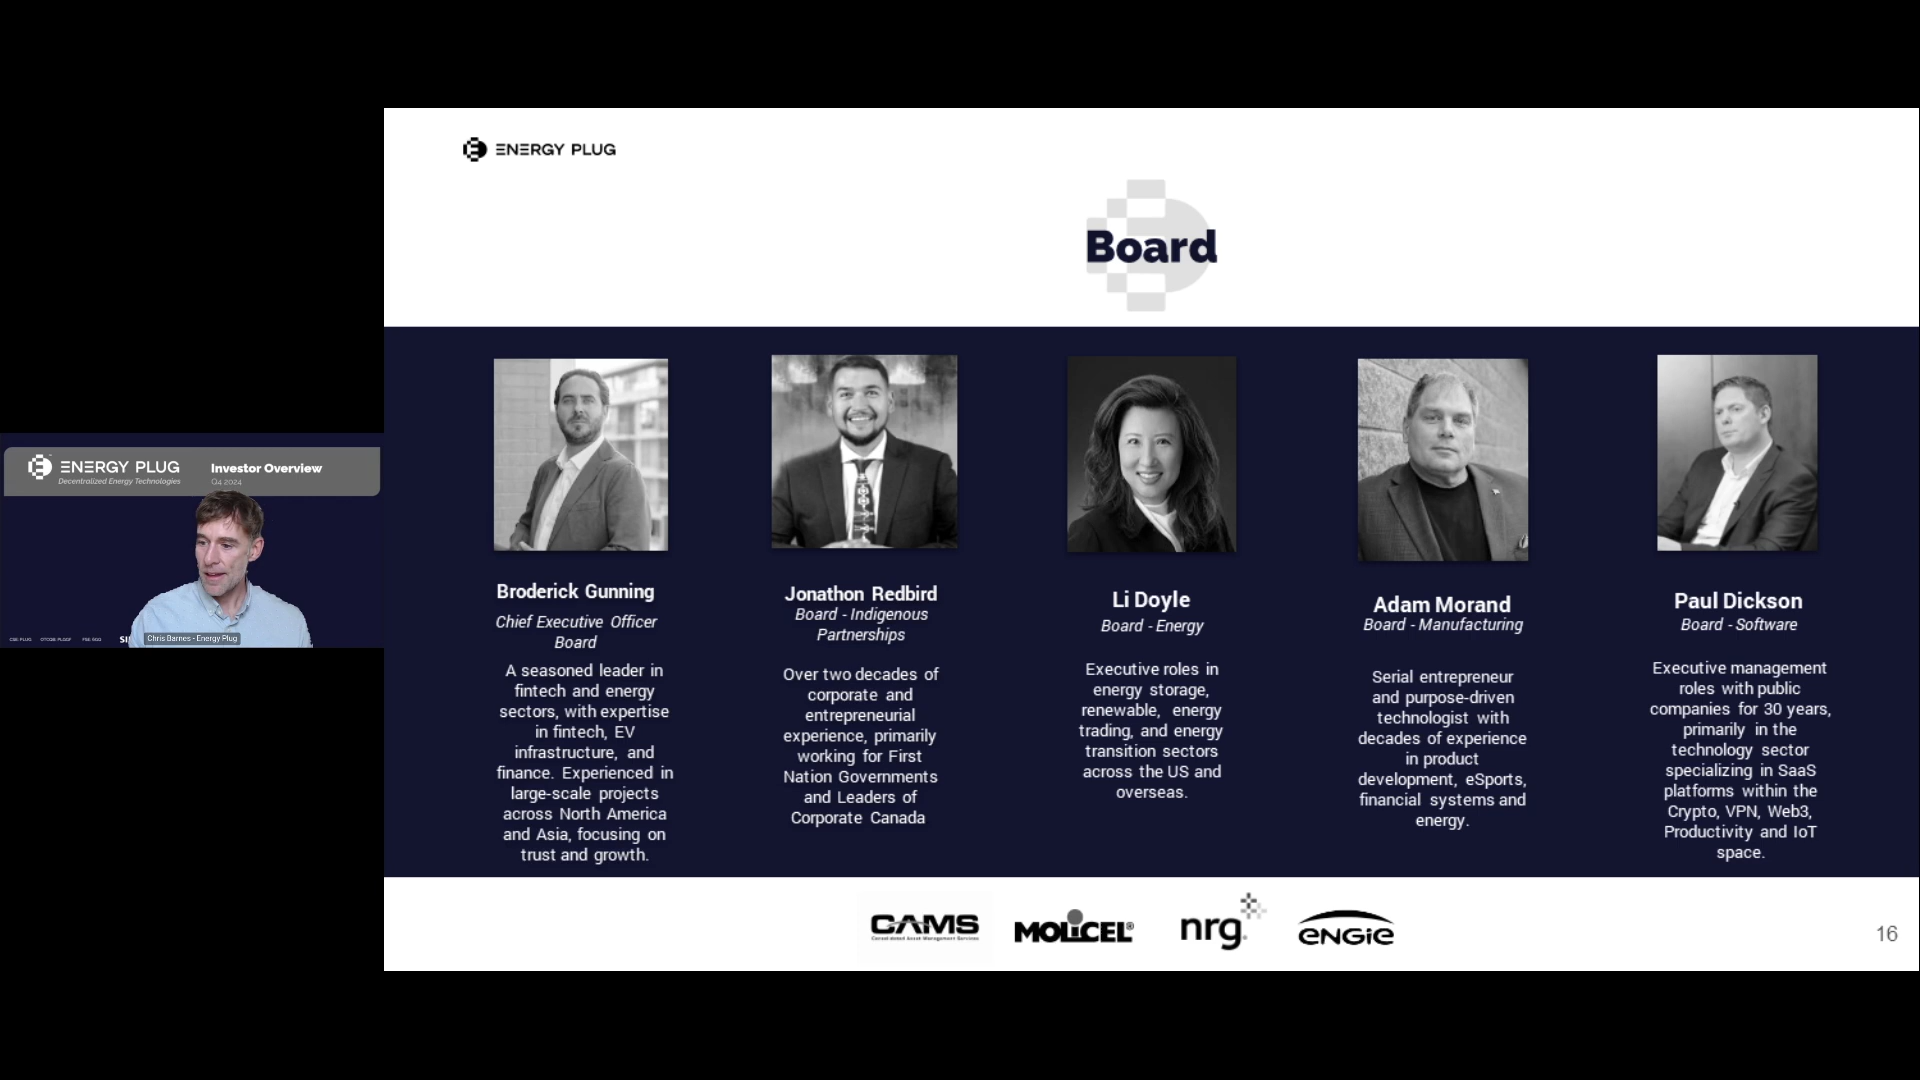 ENERGY PLUG
Board
Broderick Gunning
Chief Executive Officer
Board
A seasoned leader in
fintech and energy
sectors, with expertise
in fintech, EV
infrastructure, and
finance. Experienced in
large-scale projects
across North America
and Asia, focusing on
trust and growth.
Jonathon Redbird
Board - Indigenous
Partnerships
Over two decades of
corporate and
entrepreneurial
experience, primarily
working for First
Nation Governments
and Leaders of
Corporate Canada
Li Doyle
Board - Energy
Executive roles in
energy storage,
renewable, energy
trading, and energy
transition sectors
across the US and
overseas.
Adam Morand
Board - Manufacturing
Serial entrepreneur
and purpose-driven
technologist with
decades of experience
in product
development, eSports,
financial systems and
energy.
Paul Dickson
Board - Software
Executive management
roles with public
companies for 30 years,
primarily in the
technology sector
specializing in SaaS
platforms within the
Crypto, VPN, Web3,
Productivity and IoT
space.
CAMS
Consolidated Asset Management Services
MOLiCEL®
nrg
ENGIE
16
ENERGY PLUG
Decentralized Energy Technologies
Investor Overview
Q4 2024
CSE: PLUG
Chris Barnes - Energy Plug